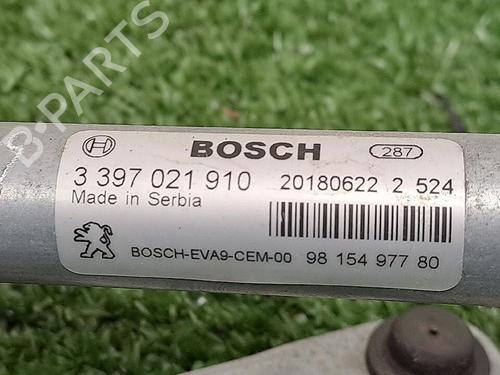 B-PARTS
BOSCH 287
3 397 021 910 20180622 2 524
Made in Serbia
BOSCH-EVA9-CEM-00 98 154 977 80